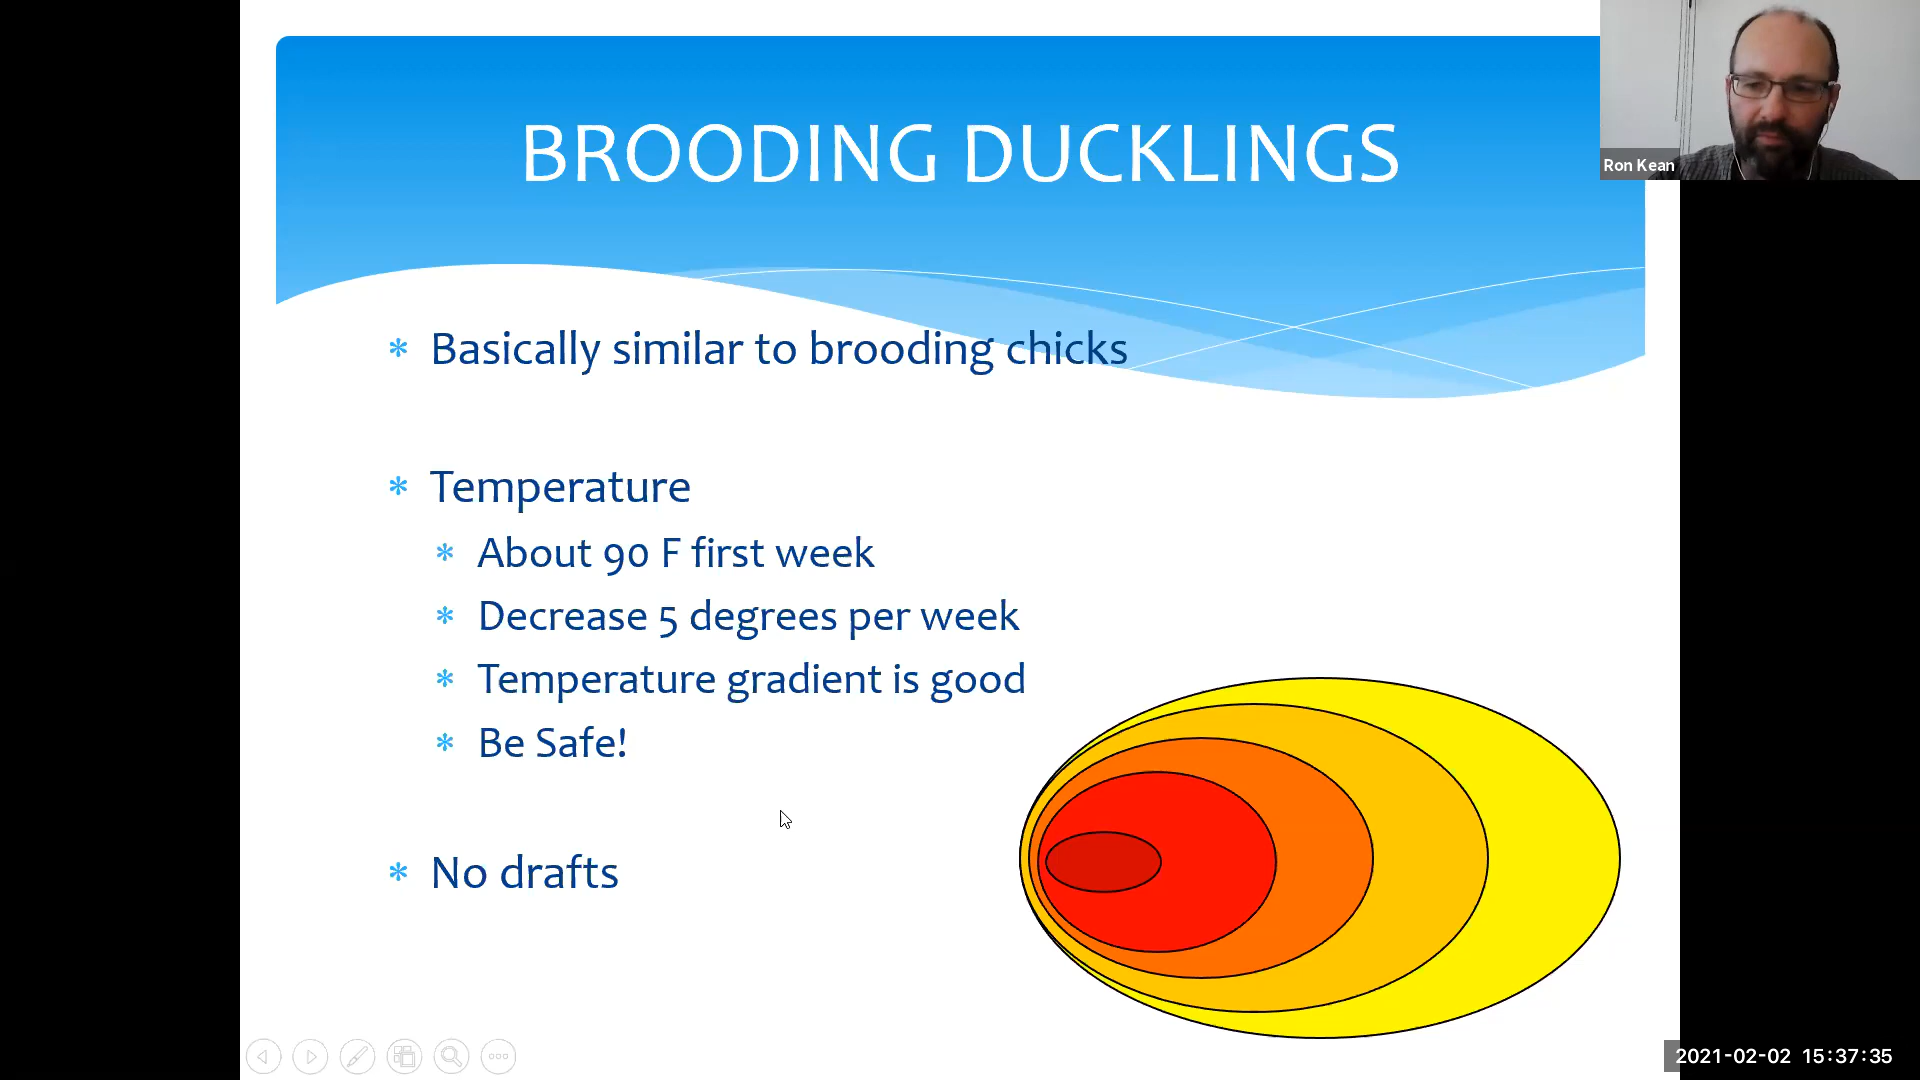 BROODING DUCKLINGS
Ron Kean
* Basically similar to brooding chicks
* Temperature
* About 90 F first week
* Decrease 5 degrees per week
* Temperature gradient is good
* Be Safe!
* No drafts
2021-02-02 15:37:35